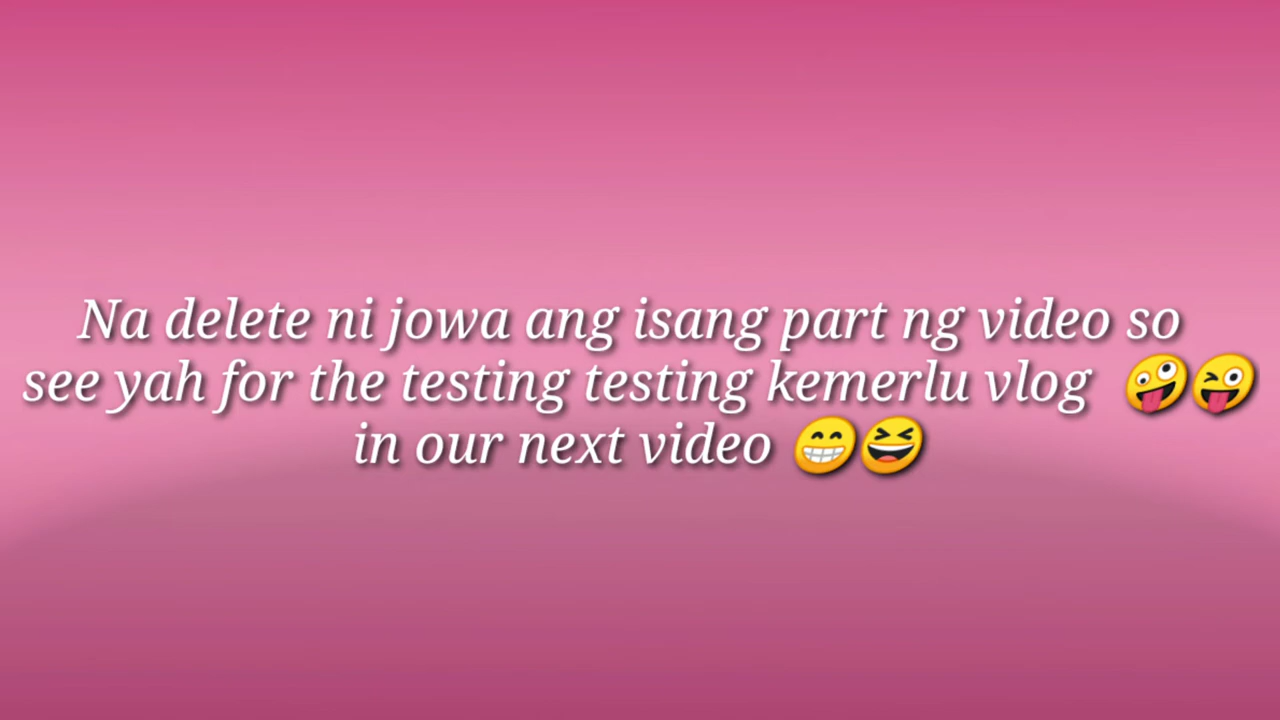 Na delete ni jowa ang isang part ng video so
see yah for the testing testing kemerlu vlog 🤪😜
in our next video 😁😆